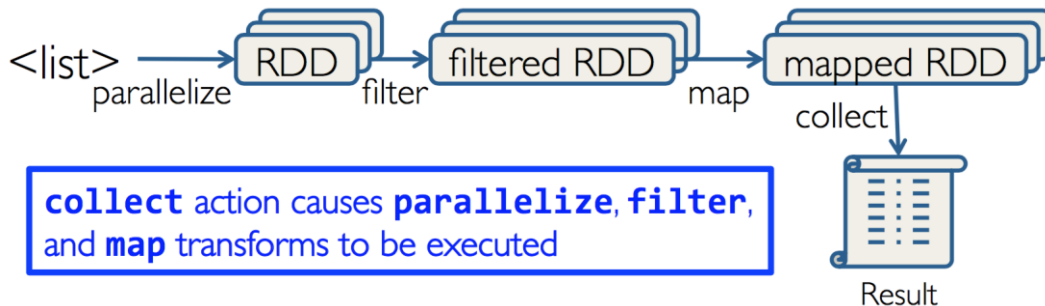 <list>
parallelize
RDD
filter
filtered RDD
map
mapped RDD
collect
collect action causes parallelize, filter,
and map transforms to be executed
Result